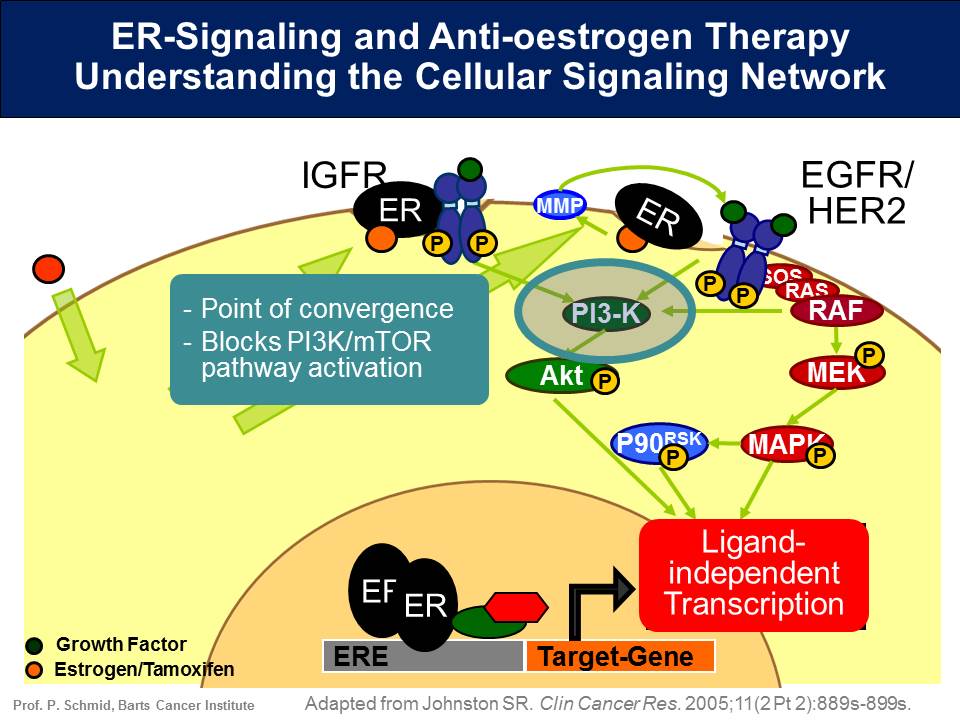 ER-Signaling and Anti-oestrogen Therapy
Understanding the Cellular Signaling Network
IGFR
EGFR/
HER2
ER
MMP
ER
P
P
P
P
SOS
RAS
RAF
- Point of convergence
- Blocks PI3K/mTOR
pathway activation
PI3-K
Akt
P
MEK
P
P90RSK
P
MAPK
P
Ligand-
independent
Transcription
ER
ER
ERE
Target-Gene
Growth Factor
Estrogen/Tamoxifen
Prof. P. Schmid, Barts Cancer Institute
Adapted from Johnston SR. Clin Cancer Res. 2005;11(2 Pt 2):889s-899s.